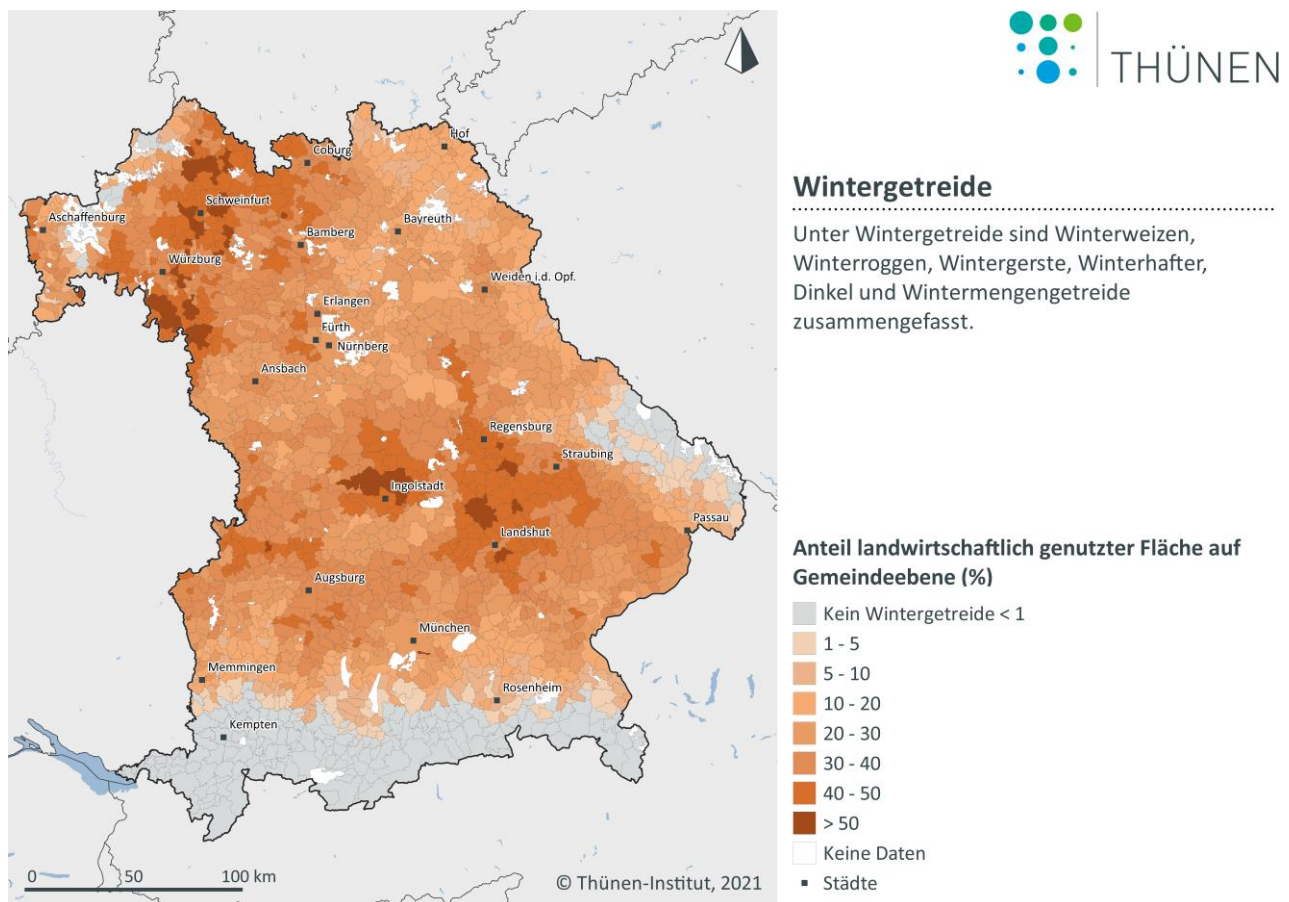 THÜNEN
Wintergetreide
Unter Wintergetreide sind Winterweizen,
Winterroggen, Wintergerste, Winterhafter,
Dinkel und Wintermengengetreide
zusammengefasst.
Hof
Coburg
Schweinfurt
Aschaffenburg
Bayreuth
Bamberg
Würzburg
Weiden i.d. Opf.
Erlangen
Fürth
Nürnberg
Ansbach
Regensburg
Straubing
Ingolstadt
Passau
Landshut
Augsburg
München
Memmingen
Rosenheim
Kempten
Anteil landwirtschaftlich genutzter Fläche auf
Gemeindeebene (%)
Kein Wintergetreide < 1
1 - 5
5 - 10
10 - 20
20 - 30
30 - 40
40 - 50
> 50
Keine Daten
Städte
0 50 100 km
© Thünen-Institut, 2021